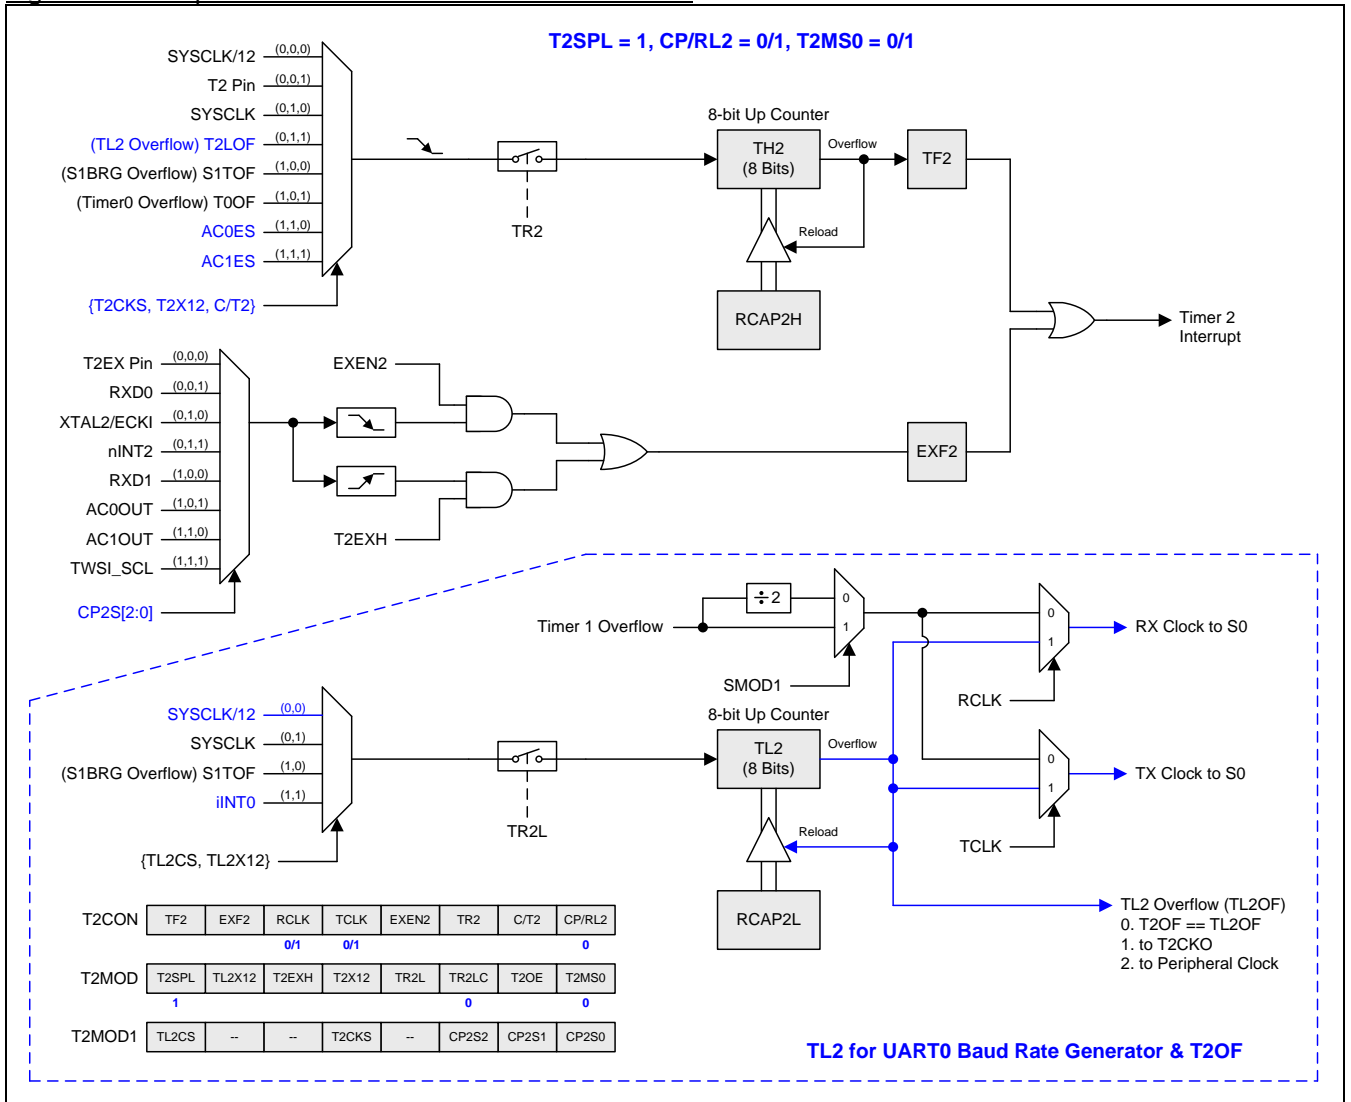 T2SPL = 1, CP/RL2 = 0/1, T2MS0 = 0/1
SYSCLK/12 (0,0,0)
T2 Pin (0,0,1)
SYSCLK (0,1,0)
(TL2 Overflow) T2LOF (0,1,1)
(S1BRG Overflow) S1TOF (1,0,0)
(Timer0 Overflow) T0OF (1,0,1)
AC0ES (1,1,0)
AC1ES (1,1,1)
{T2CKS, T2X12, C/T2}
TR2
8-bit Up Counter
TH2
(8 Bits)
Overflow
TF2
Reload
RCAP2H
Timer 2
Interrupt
T2EX Pin (0,0,0)
RXD0 (0,0,1)
XTAL2/ECKI (0,1,0)
nINT2 (0,1,1)
RXD1 (1,0,0)
AC0OUT (1,0,1)
AC1OUT (1,1,0)
TWSI_SCL (1,1,1)
CP2S[2:0]
EXEN2
T2EXH
EXF2
Timer 1 Overflow
÷ 2
0
1
SMOD1
0
1
RX Clock to S0
RCLK
SYSCLK/12 (0,0)
SYSCLK (0,1)
(S1BRG Overflow) S1TOF (1,0)
iINT0 (1,1)
{TL2CS, TL2X12}
TR2L
8-bit Up Counter
TL2
(8 Bits)
Overflow
Reload
RCAP2L
0
1
TX Clock to S0
TCLK
TL2 Overflow (TL2OF)
0. T2OF == TL2OF
1. to T2CKO
2. to Peripheral Clock
T2CON TF2 EXF2 RCLK TCLK EXEN2 TR2 C/T2 CP/RL2
0/1 0/1 0
T2MOD T2SPL TL2X12 T2EXH T2X12 TR2L TR2LC T2OE T2MS0
1 0 0
T2MOD1 TL2CS -- -- T2CKS -- CP2S2 CP2S1 CP2S0
TL2 for UART0 Baud Rate Generator & T2OF